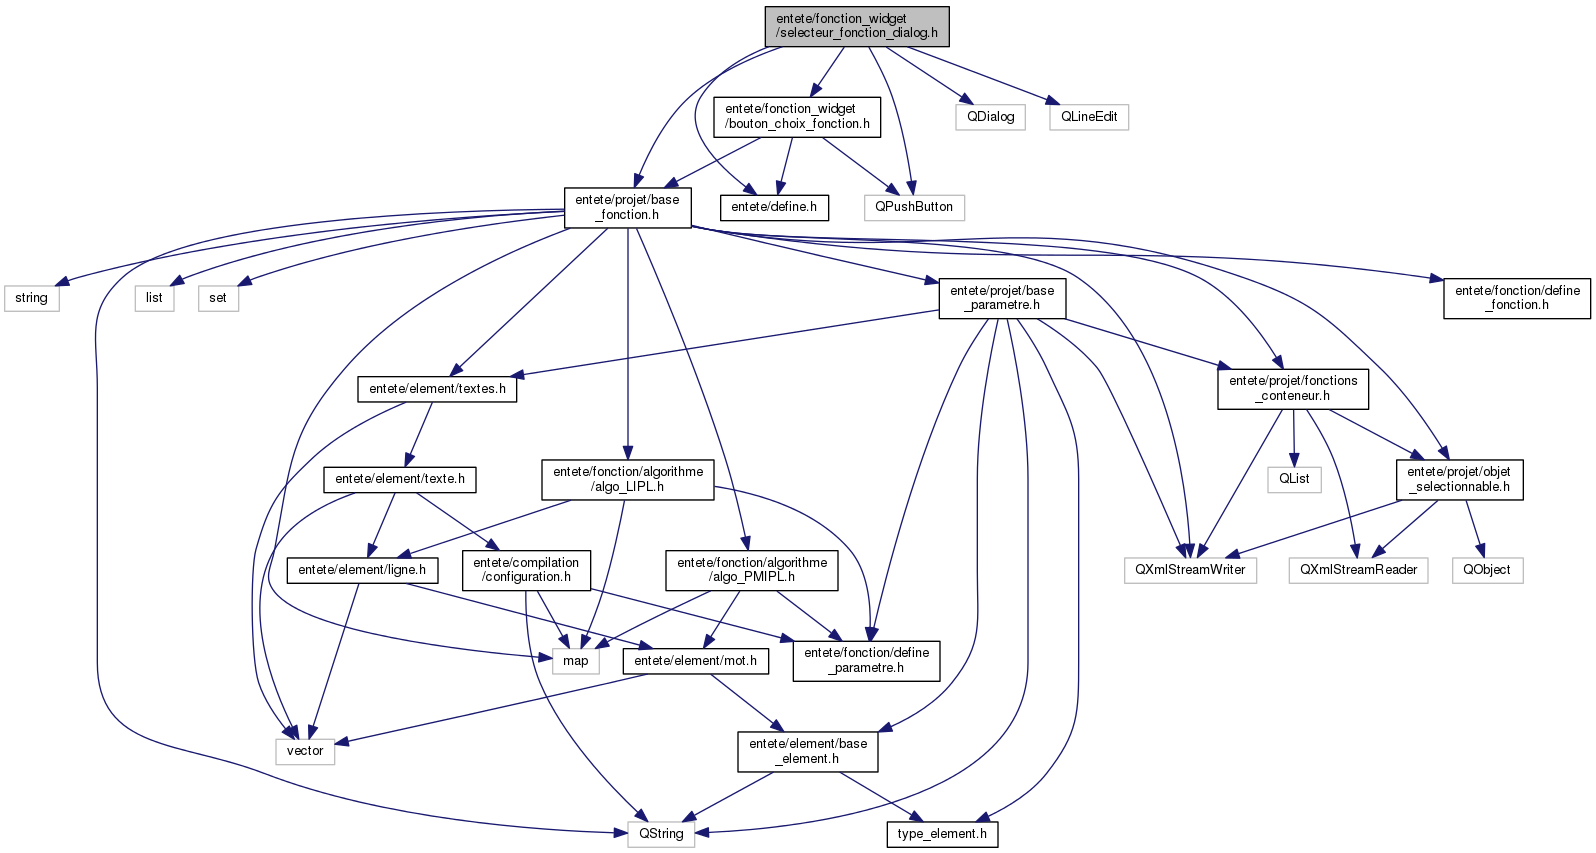 entete/fonction_widget
/selecteur_fonction_dialog.h
entete/fonction_widget
/bouton_choix_fonction.h
QDialog
QLineEdit
entete/projet/base
_fonction.h
entete/define.h
QPushButton
string
list
set
entete/projet/base
_parametre.h
entete/fonction/define
_fonction.h
entete/element/textes.h
entete/projet/fonctions
_conteneur.h
entete/element/texte.h
entete/fonction/algorithme
/algo_LIPL.h
QList
entete/projet/objet
_selectionnable.h
entete/element/ligne.h
entete/compilation
/configuration.h
entete/fonction/algorithme
/algo_PMIPL.h
QXmlStreamWriter
QXmlStreamReader
QObject
map
entete/element/mot.h
entete/fonction/define
_parametre.h
vector
entete/element/base
_element.h
QString
type_element.h